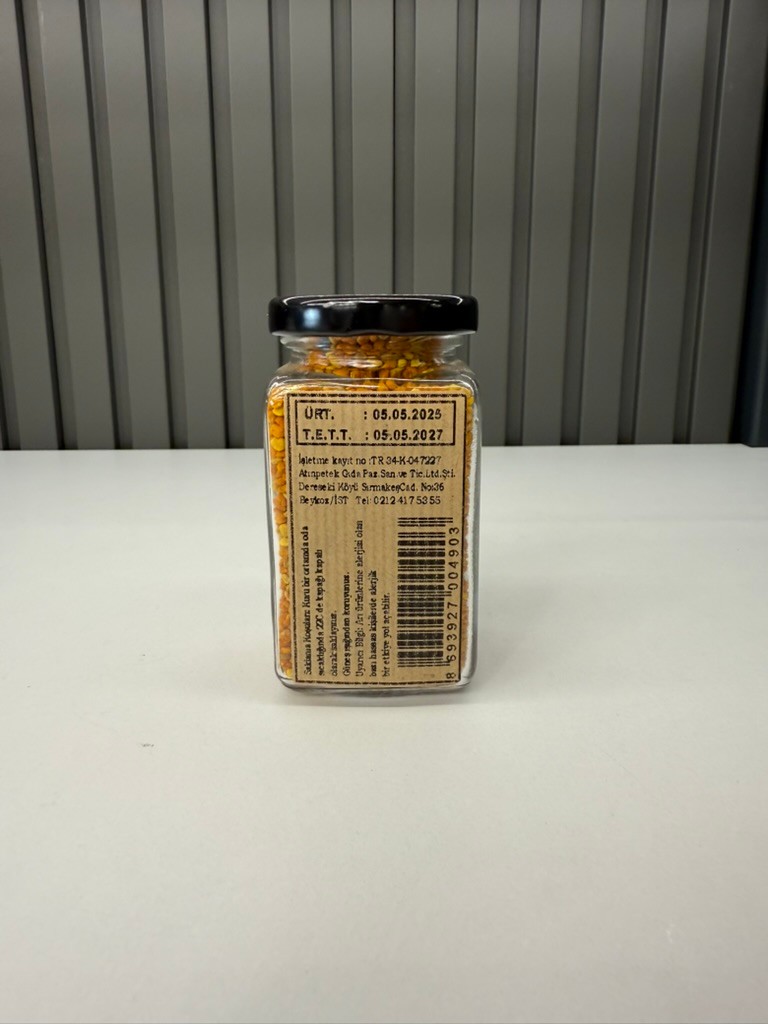 ÜRT. : 05.05.2025
T.E.T.T. : 05.05.2027
İşletme kayıt no :TR 34-K-047227
Atınpetek Gıda Paz.San.ve Tic.Ltd.Şti.
Dereseki Köyü SırmakeşCad. No:36
Beykoz/İST Tel: 0212 417 53 55
Saklama Koşulları: Kuru bir ortamda oda
sıcaklığında 22C de kapağı kapalı
olarak saklayınız.
Güneş ışığından koruyunuz.
Uyarıcı Bilgi: Arı ürünlerine alerjisi olan
bazı hassas kişilerde alerjik
bir etkiye yol açabilir.
8 693927 004903